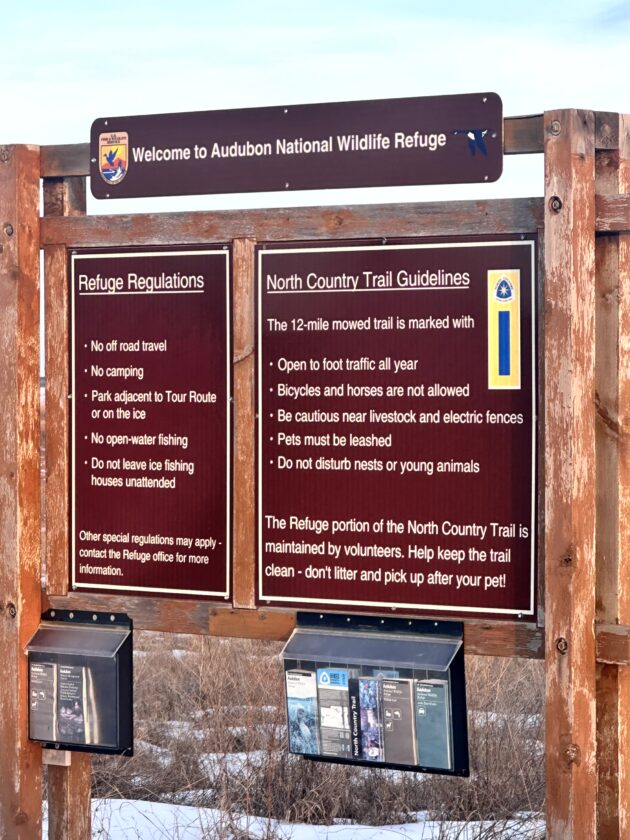 Welcome to Audubon National Wildlife Refuge
Refuge Regulations
• No off road travel
• No camping
• Park adjacent to Tour Route
or on the ice
• No open-water fishing
• Do not leave ice fishing
houses unattended
Other special regulations may apply -
contact the Refuge office for more
information.
North Country Trail Guidelines
The 12-mile mowed trail is marked with
• Open to foot traffic all year
• Bicycles and horses are not allowed
• Be cautious near livestock and electric fences
• Pets must be leashed
• Do not disturb nests or young animals
The Refuge portion of the North Country Trail is
maintained by volunteers. Help keep the trail
clean - don't litter and pick up after your pet!
Audubon
Audubon
North Country Trail
Audubon
Audubon